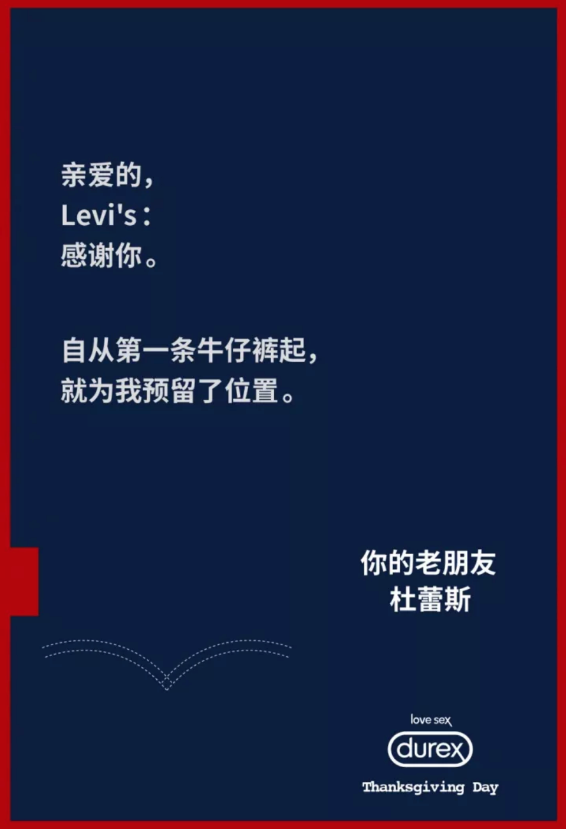 亲爱的，
Levi's：
感谢你。
自从第一条牛仔裤起，
就为我预留了位置。
你的老朋友
杜蕾斯
love sex
durex
Thanksgiving Day